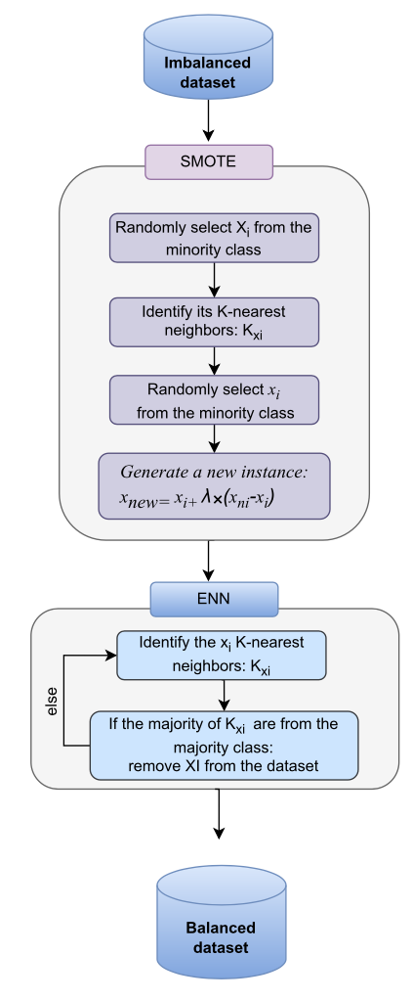 Imbalanced
dataset
SMOTE
Randomly select Xi from the
minority class
Identify its K-nearest
neighbors: Kxi
Randomly select xi
from the minority class
Generate a new instance:
xnew= xi+ λ×(xni-xi)
ENN
Identify the xi K-nearest
neighbors: Kxi
else
If the majority of Kxi are from the
majority class:
remove XI from the dataset
Balanced
dataset